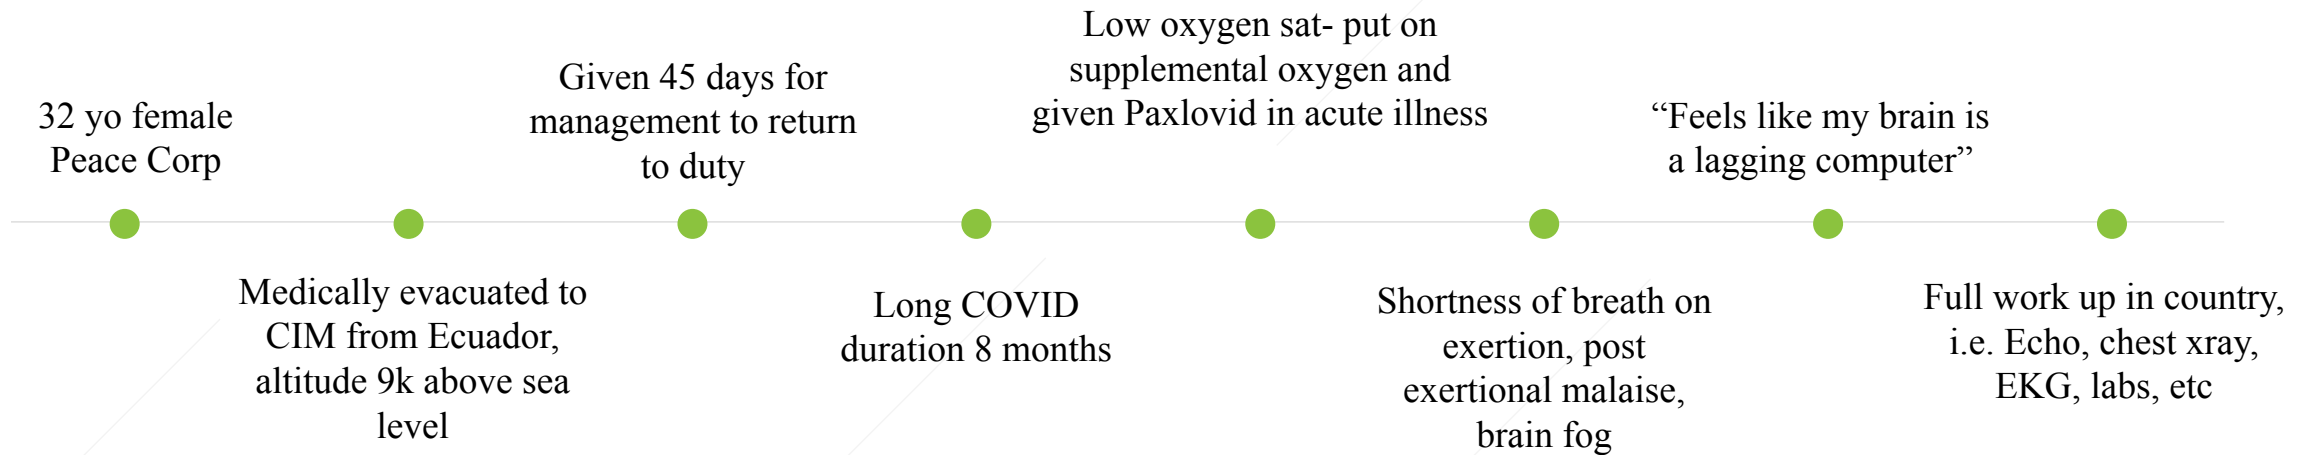 32 yo female
Peace Corp
Medically evacuated to
CIM from Ecuador,
altitude 9k above sea
level
Given 45 days for
management to return
to duty
Long COVID
duration 8 months
Low oxygen sat- put on
supplemental oxygen and
given Paxlovid in acute illness
Shortness of breath on
exertion, post
exertional malaise,
brain fog
“Feels like my brain is
a lagging computer”
Full work up in country,
i.e. Echo, chest xray,
EKG, labs, etc